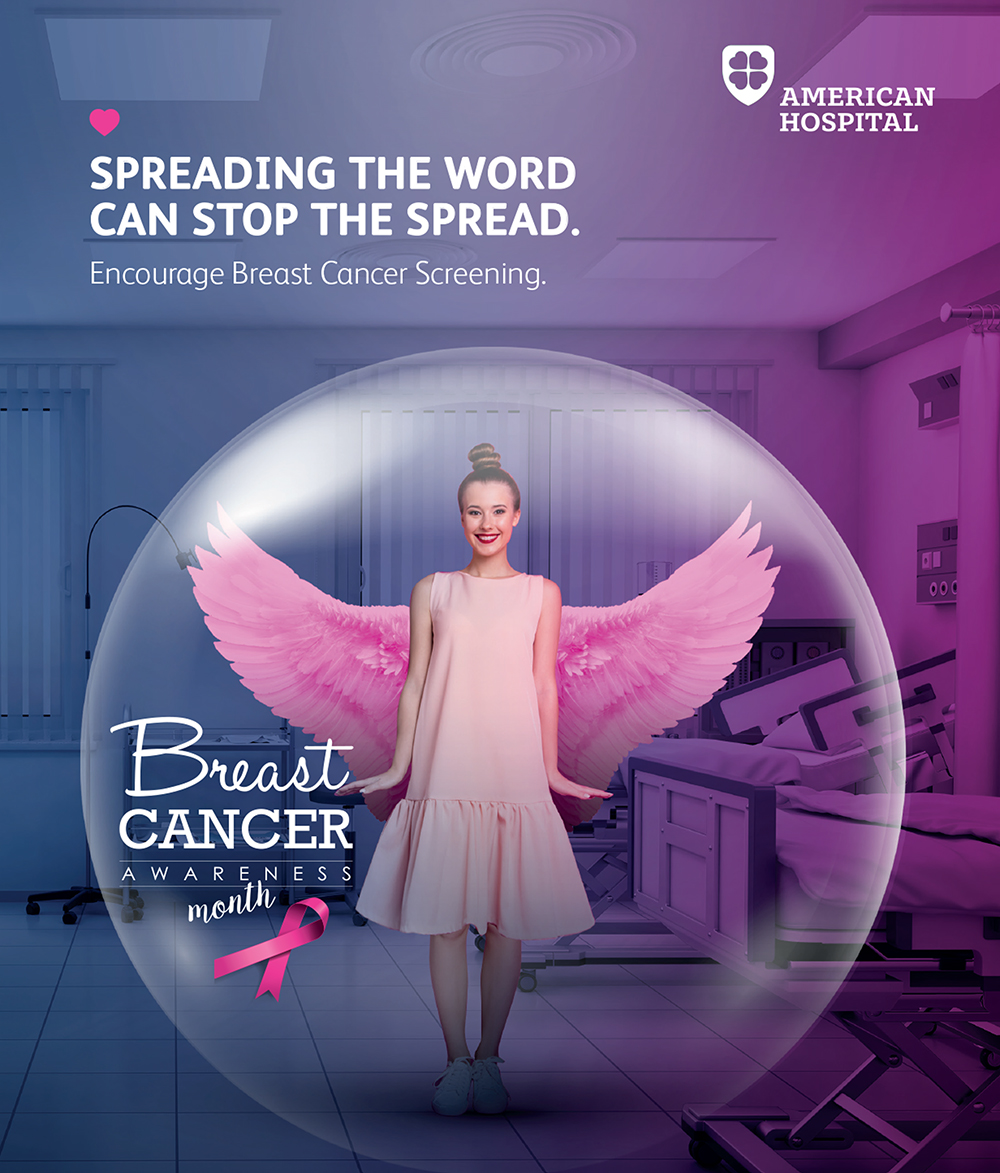 AMERICAN
HOSPITAL
SPREADING THE WORD
CAN STOP THE SPREAD.
Encourage Breast Cancer Screening.
Breast
CANCER
AWARENESS
month